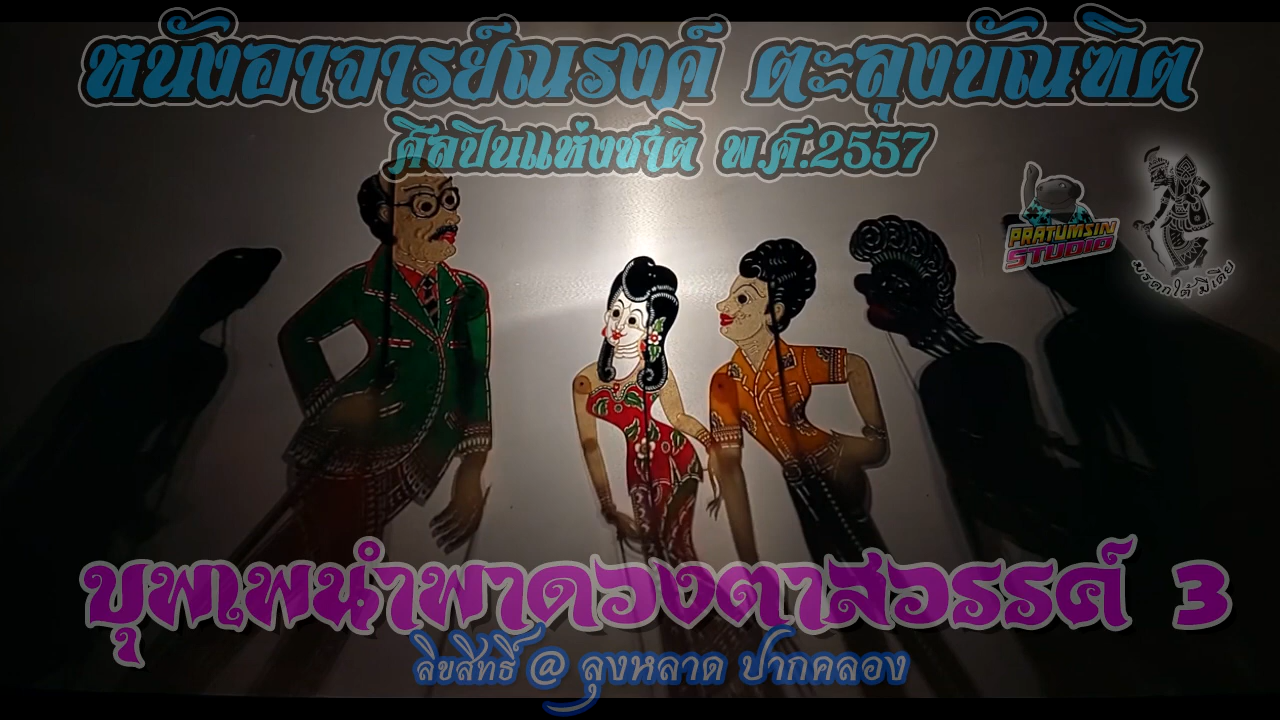 หนังอาจารย์ณรงค์ ตะลุงบัณฑิต
ศิลปินแห่งชาติ พ.ศ.2557
PRATUMSIN
STUDIO
มรดกใต้ มีเดีย
บุพเพนำพาดวงตาสวรรค์ 3
ลิขสิทธิ์ @ ลุงหลาด ปากคลอง